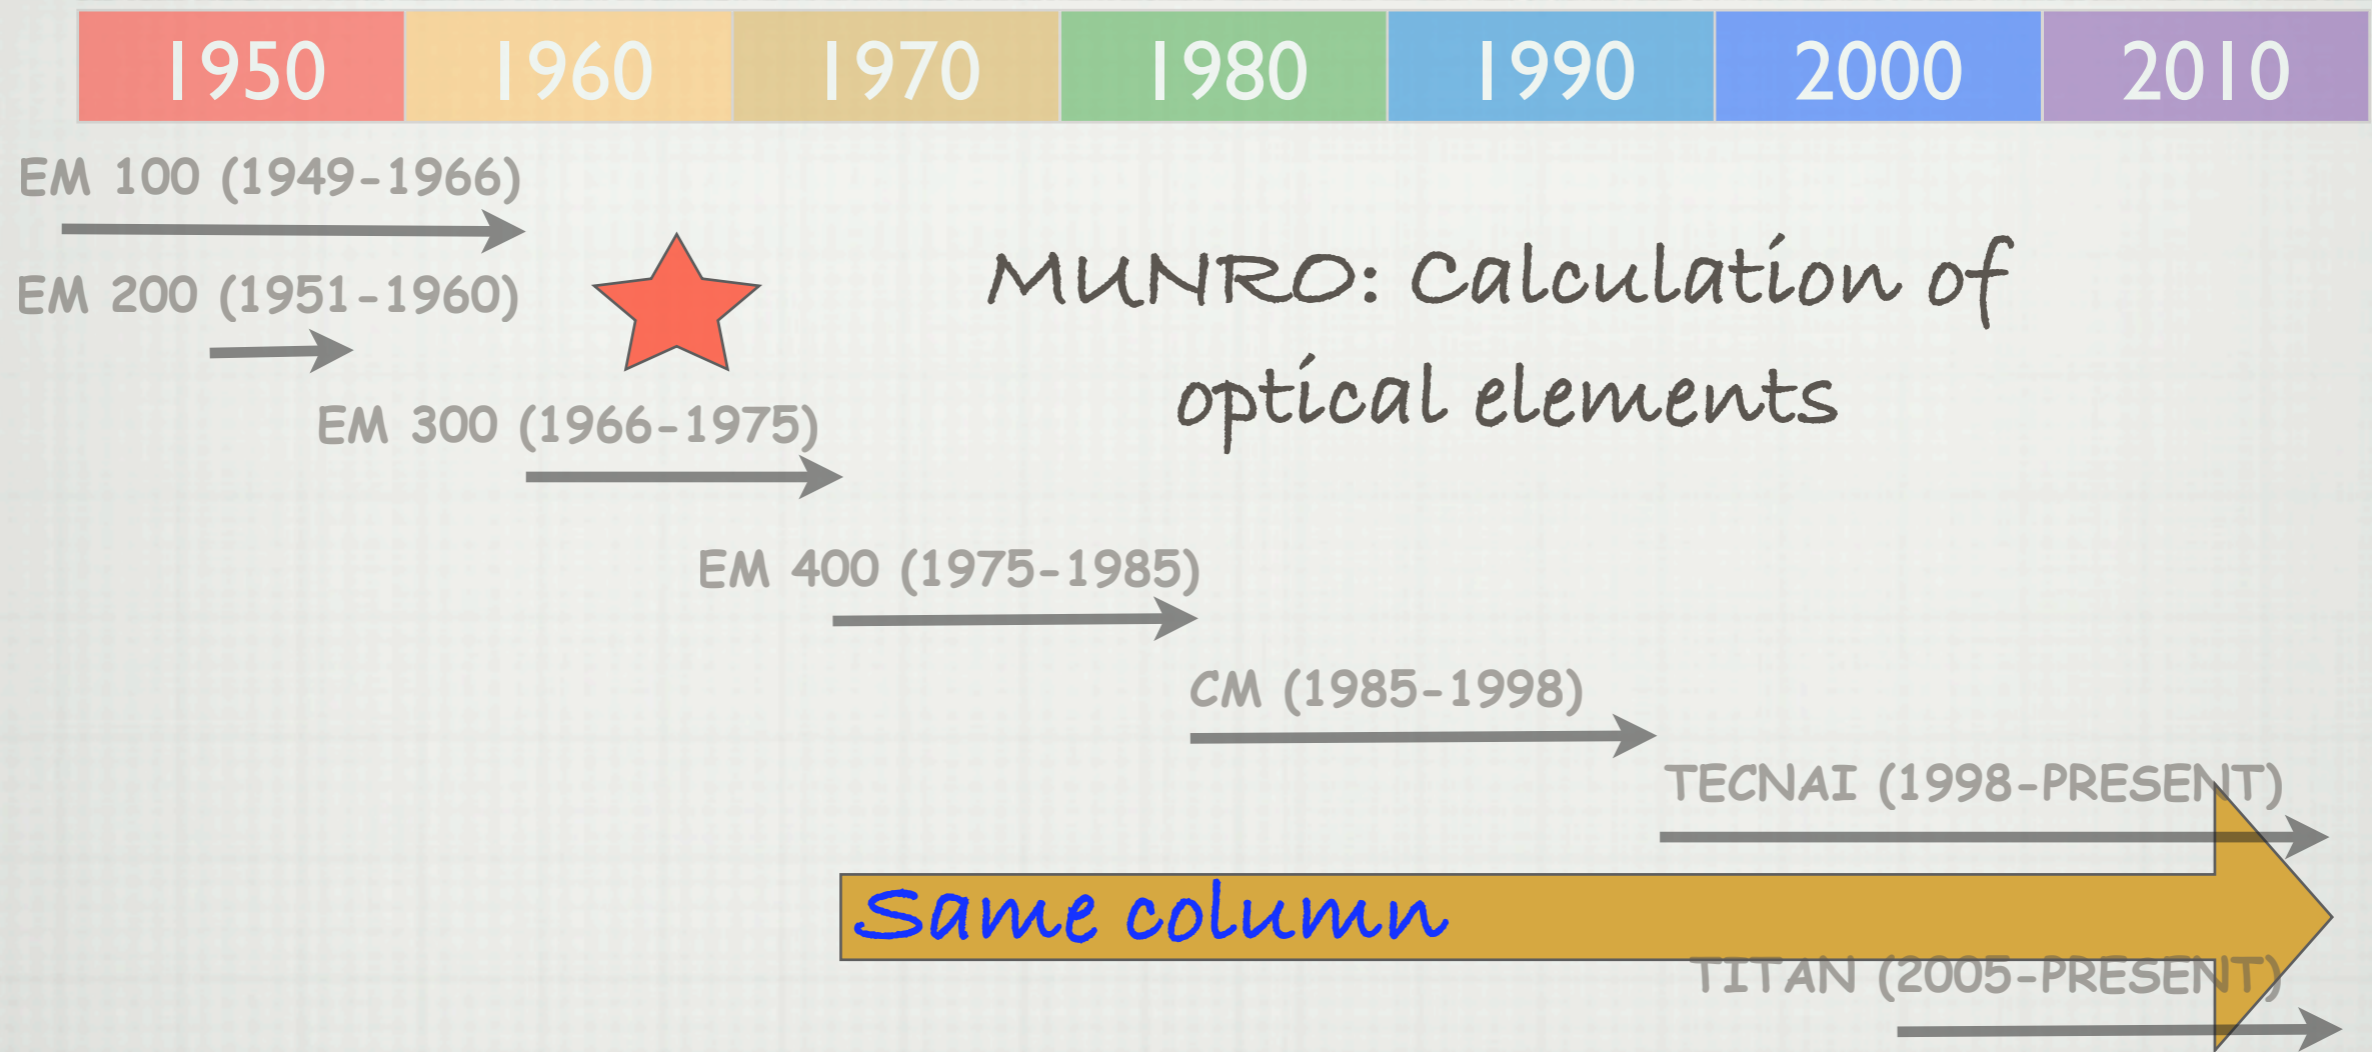 1950 1960 1970 1980 1990 2000 2010
EM 100 (1949-1966)
EM 200 (1951-1960)
MUNRO: Calculation of
optical elements
EM 300 (1966-1975)
EM 400 (1975-1985)
CM (1985-1998)
TECNAI (1998-PRESENT)
Same column
TITAN (2005-PRESENT)